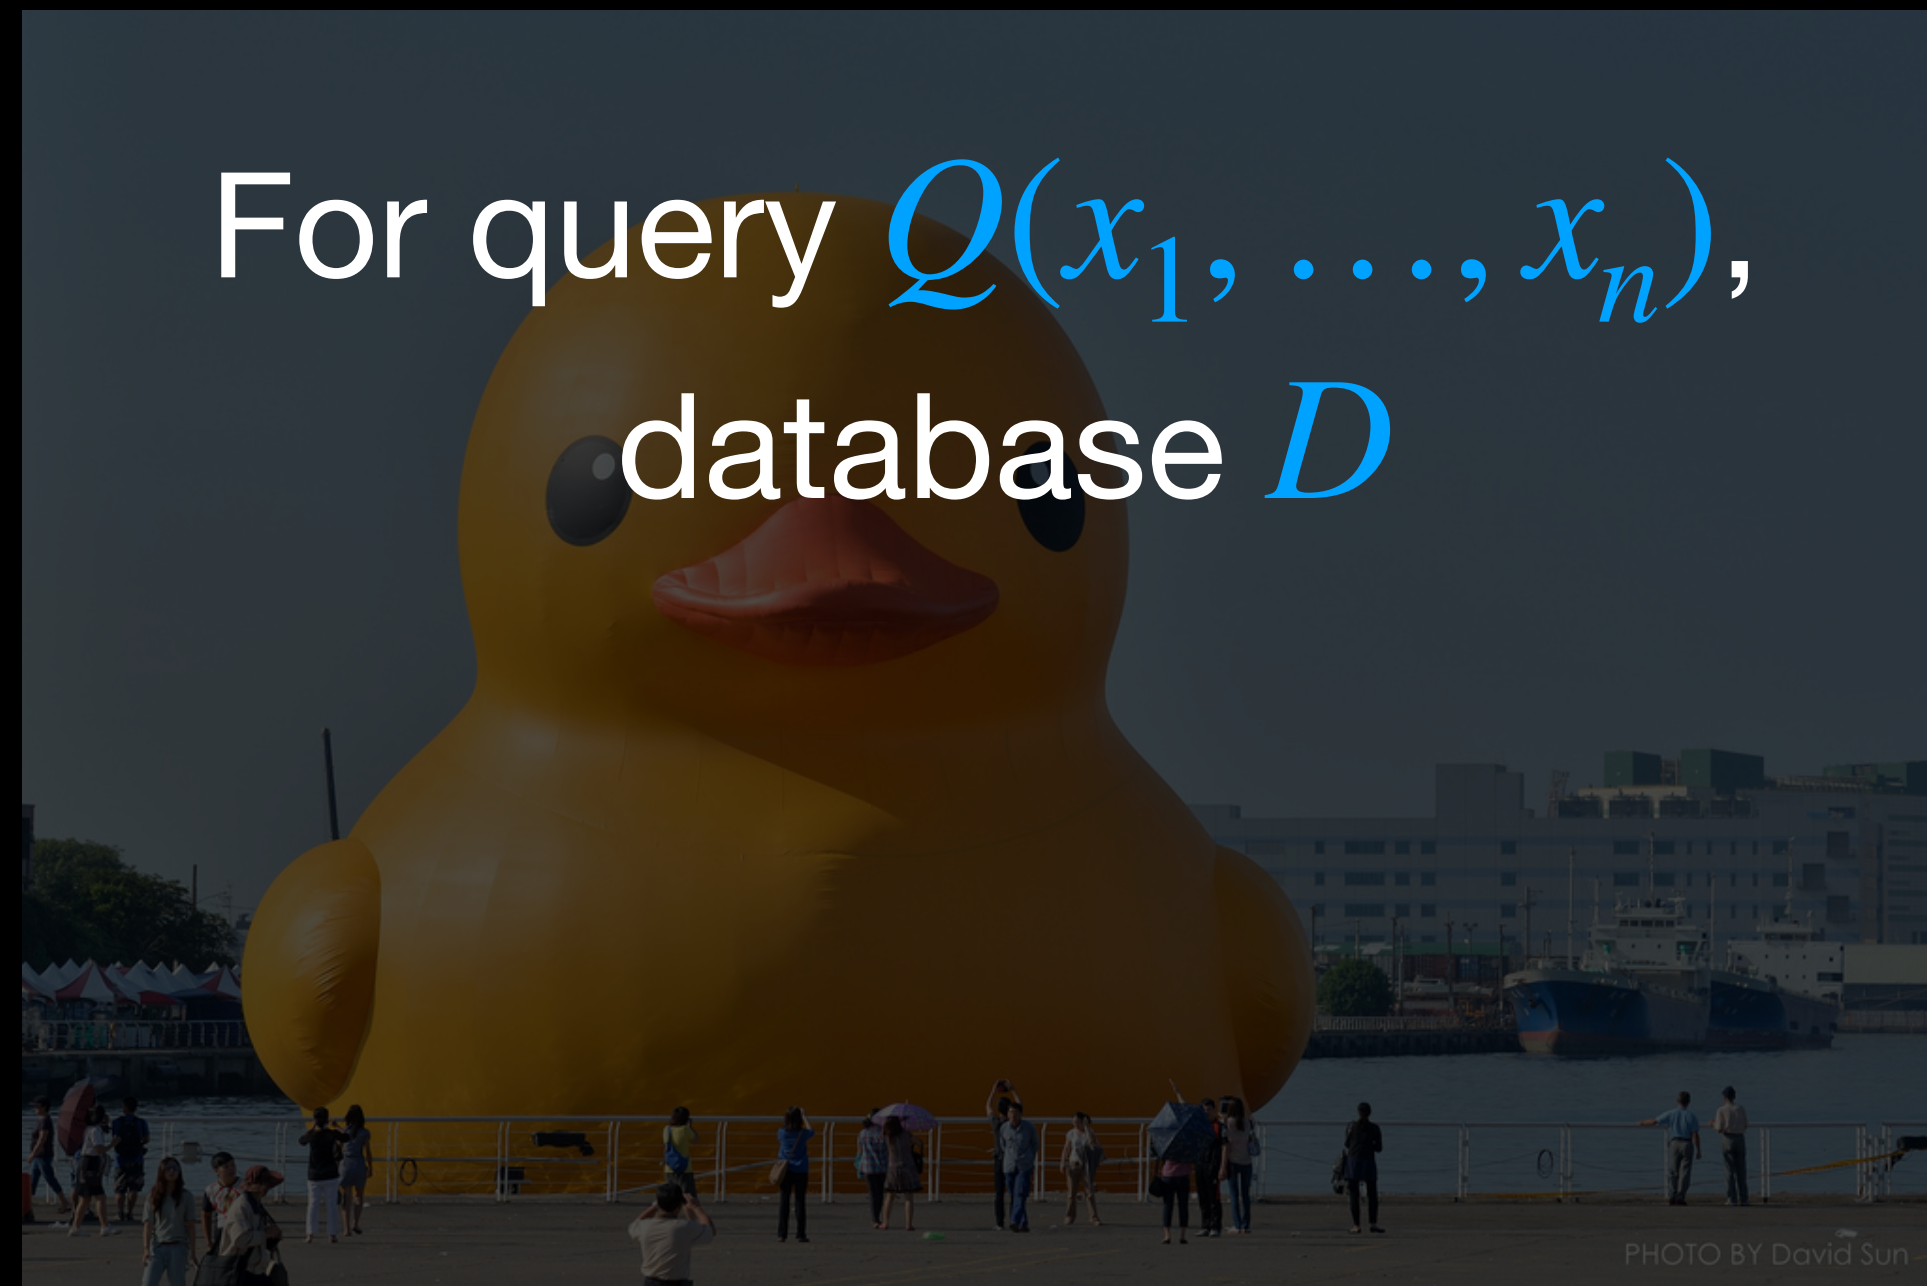 For query Q(x₁, …, xₙ),
database D
PHOTO BY David Sun